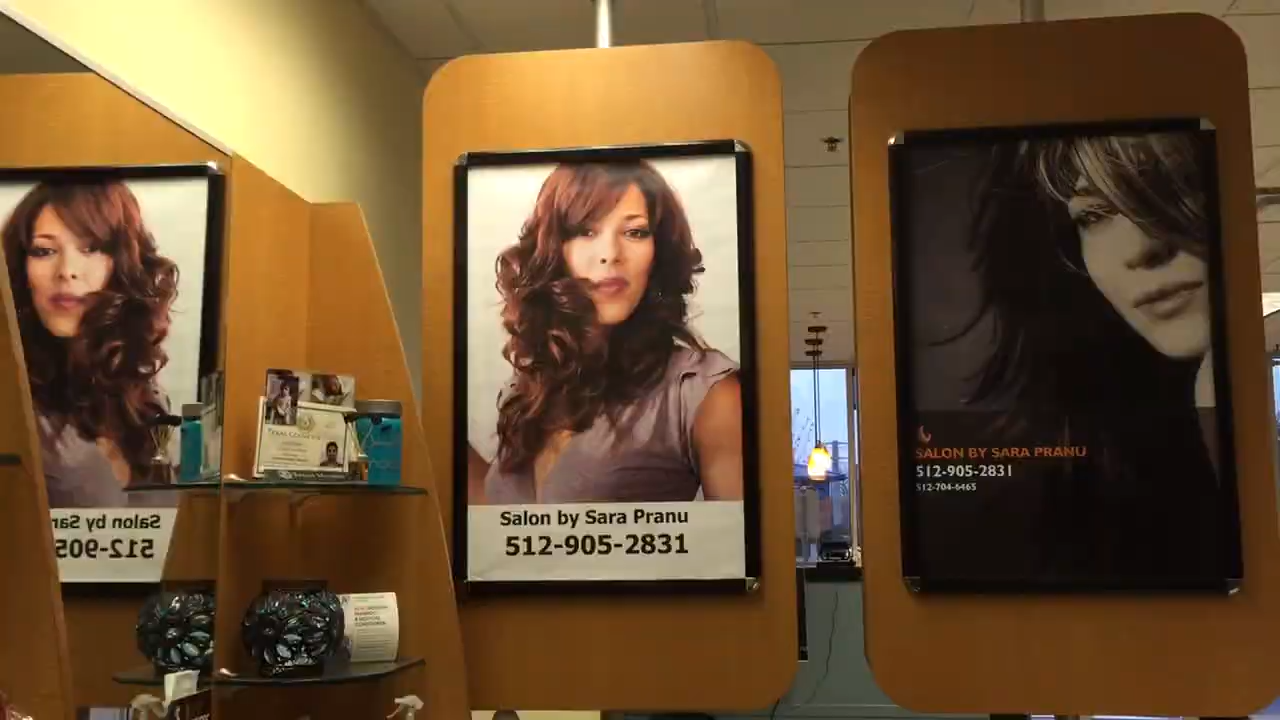 Salon by Sara Pranu
512-905-2831
SALON BY SARA PRANU
512-905-2831
512-704-6465
Salon by Sar
512-905